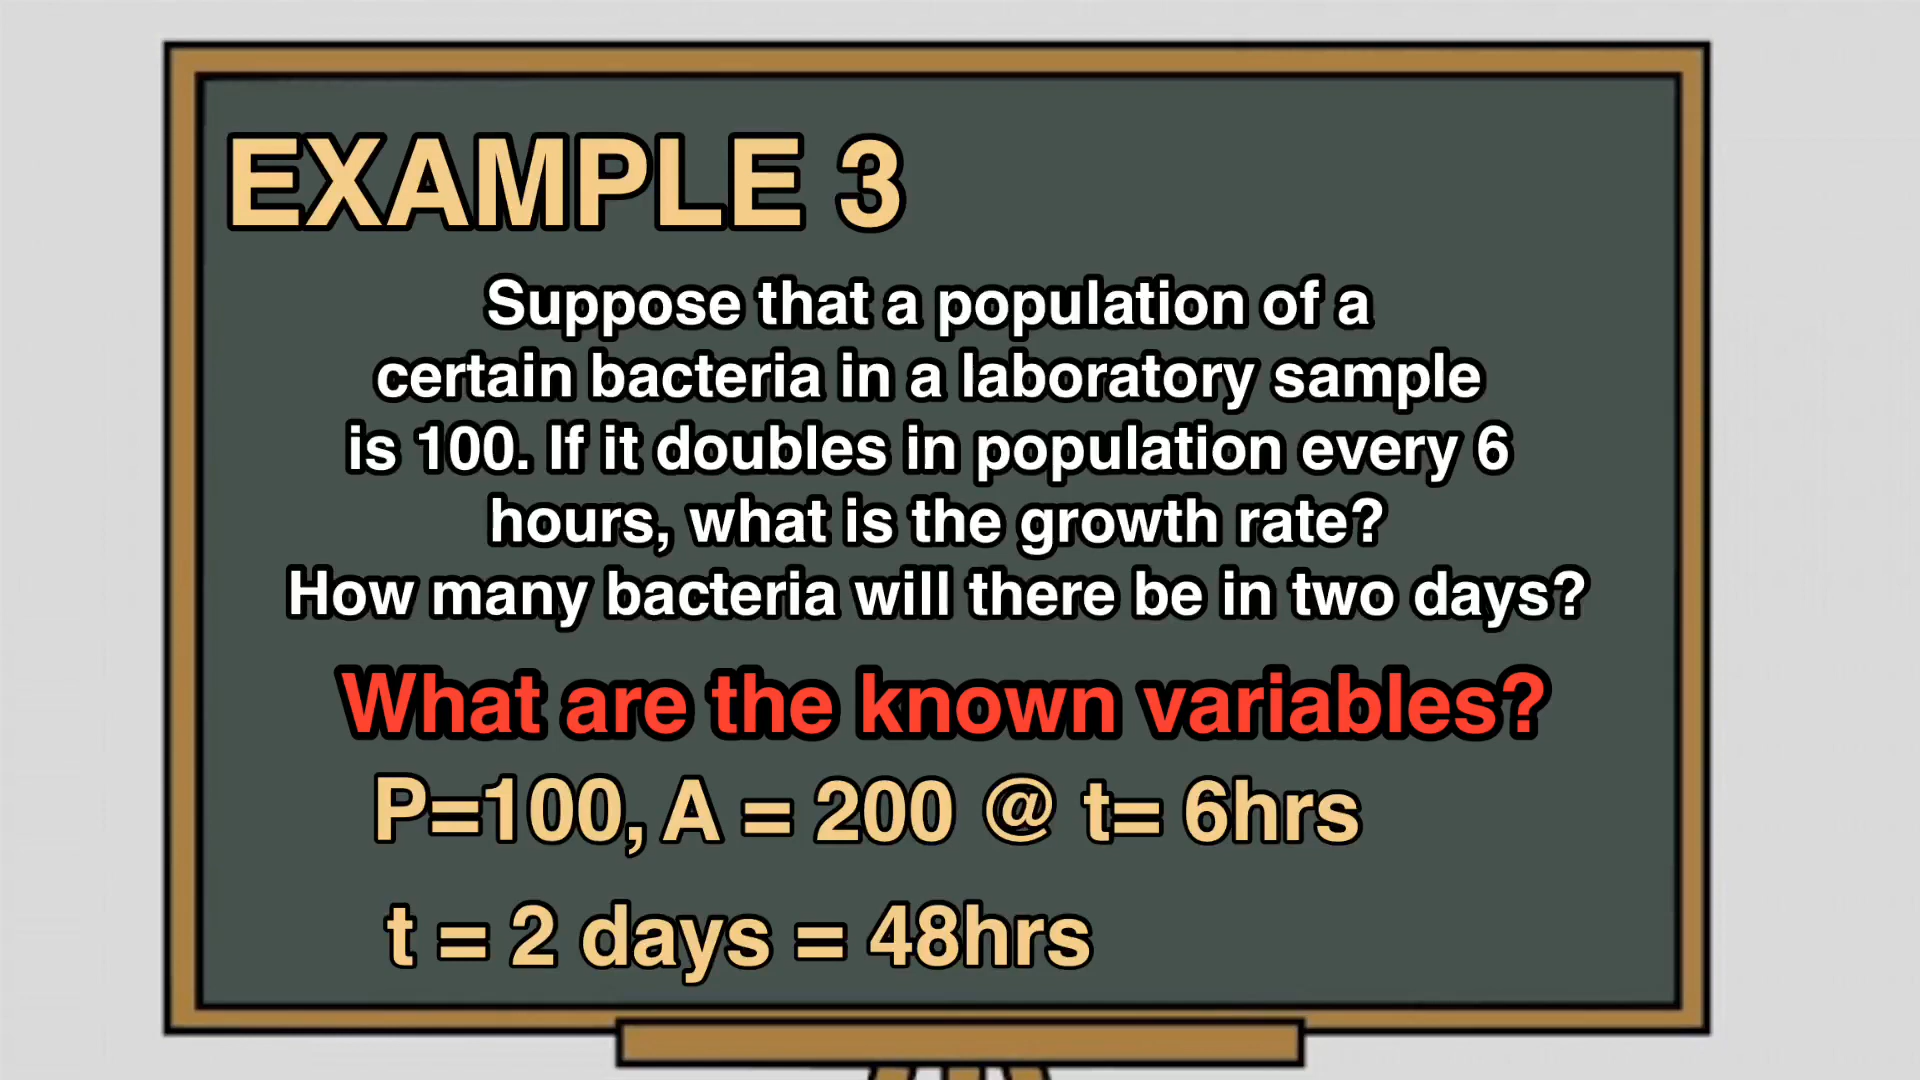 EXAMPLE 3
Suppose that a population of a
certain bacteria in a laboratory sample
is 100. If it doubles in population every 6
hours, what is the growth rate?
How many bacteria will there be in two days?
What are the known variables?
P=100, A = 200 @ t= 6hrs
t = 2 days = 48hrs